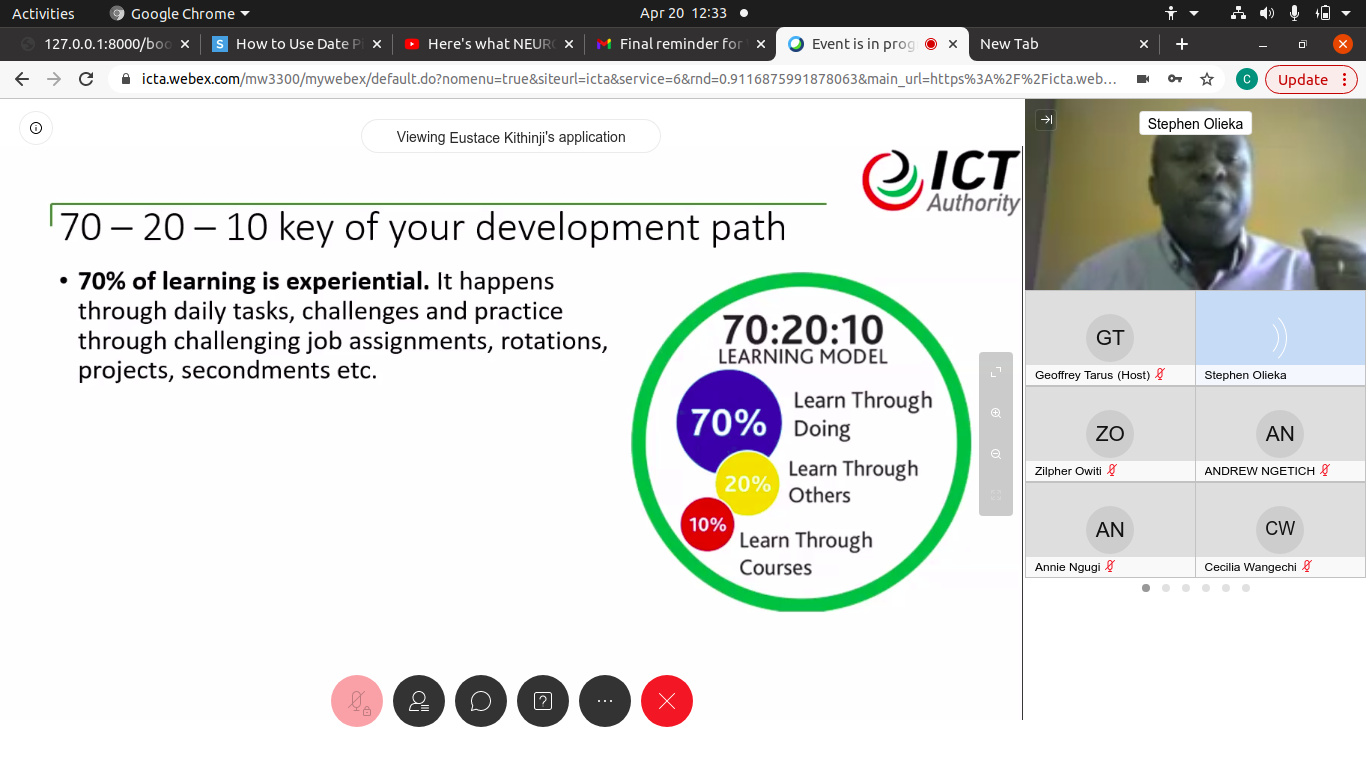 Activities
Google Chrome
Apr 20 12:33
127.0.0.1:8000/boo
How to Use Date P
Here's what NEUR
Final reminder for
Event is in prog
New Tab
icta.webex.com/mw3300/mywebex/default.do?nomenu=true&siteurl=icta&service=6&rnd=0.9116875991878063&main_url=https%3A%2F%2Ficta.web...
C
Update
Viewing Eustace Kithinji's application
ICT
Authority
70 – 20 – 10 key of your development path
• 70% of learning is experiential. It happens
through daily tasks, challenges and practice
through challenging job assignments, rotations,
projects, secondments etc.
70:20:10
LEARNING MODEL
70%
Learn Through
Doing
20%
Learn Through
Others
10%
Learn Through
Courses
Stephen Olieka
GT
Geoffrey Tarus (Host)
Stephen Olieka
ZO
Zilpher Owiti
AN
ANDREW NGETICH
AN
Annie Ngugi
CW
Cecilia Wangechi